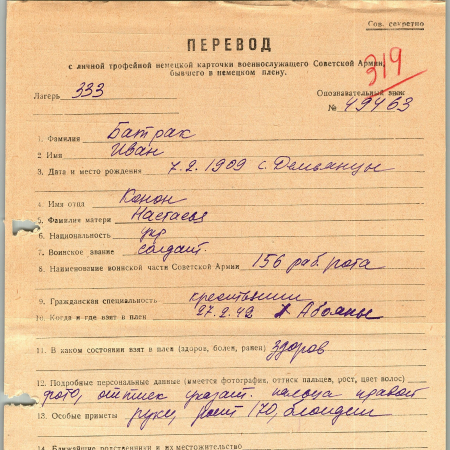 Сов. секретно
ПЕРЕВОД
с личной трофейной немецкой карточки военнослужащего Советской Армии,
бывшего в немецком плену.
319
Лагерь 333
Опознавательный знак
№ 49463
1. Фамилия Батрак
2 Имя Иван
3. Дата и место рождения 7.2.1909 с. Демьянцы
4. Имя отца Конон
5. Фамилия матери Настасья
6. Национальность укр
7. Воинское звание солдат.
8. Наименование воинской части Советской Армии 156 раб. рота
9. Гражданская специальность крестьянин
10. Когда и где взят в плен 27.2.42 Абояны
11. В каком состоянии взят в плен (здоров, болен, ранен) здоров
12. Подробные персональные данные (имеется фотография, оттиск пальцев, рост, цвет волос)
фото, оттиск указат. пальца правой
13. Особые приметы руки, рост 170, блондин
14. Ближайшие родственники и их местожительство